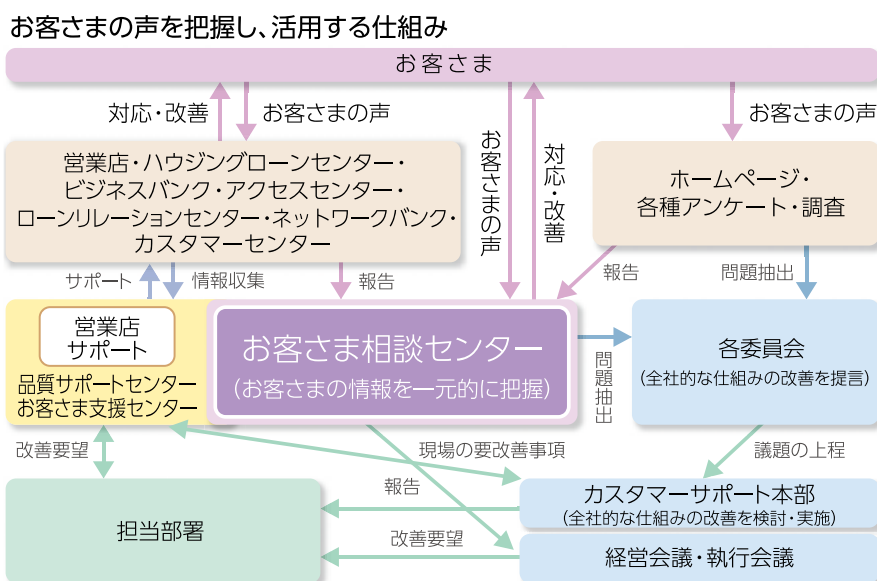 お客さまの声を把握し、活用する仕組み
お客さま
対応・改善
お客さまの声
お客さまの声
対応・改善
お客さまの声
営業店・ハウジングローンセンター・
ビジネスバンク・アクセスセンター・
ローンリレーションセンター・ネットワークバンク・
カスタマーセンター
ホームページ・
各種アンケート・調査
サポート
情報収集
報告
報告
問題抽出
営業店
サポート
品質サポートセンター
お客さま支援センター
お客さま相談センター
(お客さまの情報を一元的に把握)
問題抽出
各委員会
(全社的な仕組みの改善を提言)
改善要望
現場の要改善事項
議題の上程
報告
担当部署
カスタマーサポート本部
(全社的な仕組みの改善を検討・実施)
改善要望
経営会議・執行会議